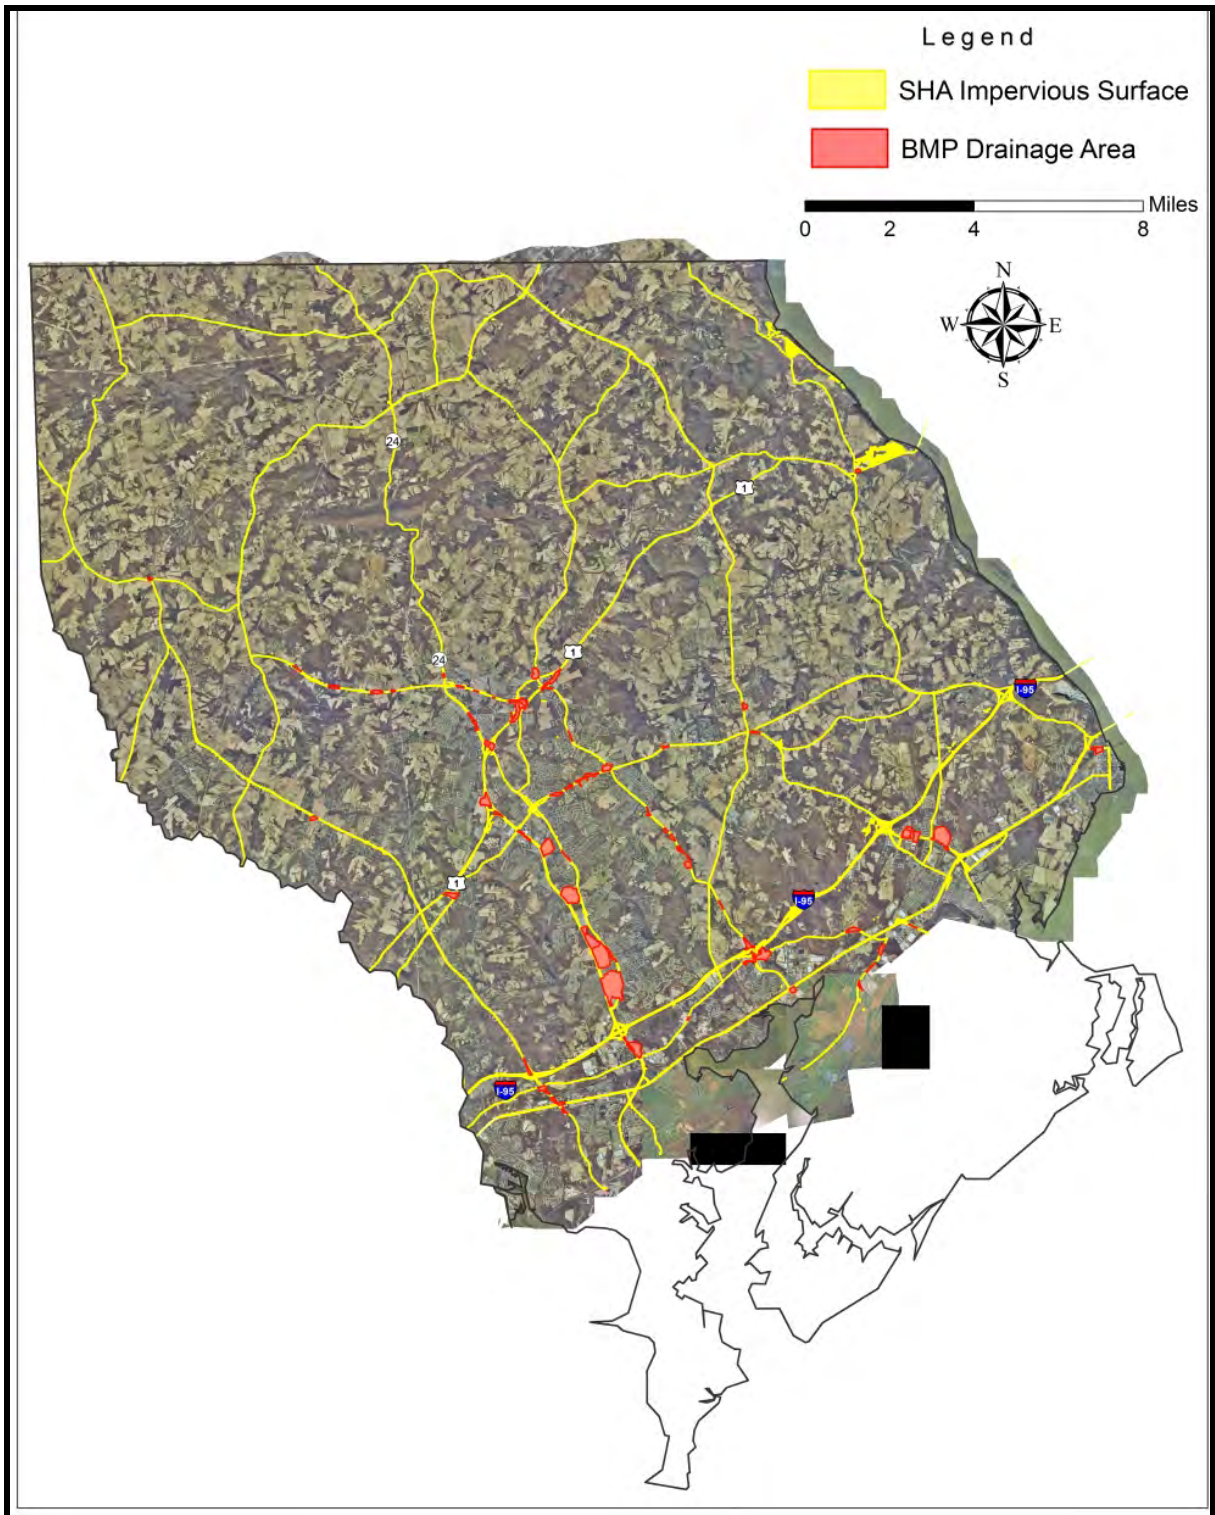 Legend
SHA Impervious Surface
BMP Drainage Area
Miles
0 2 4 8
N
W E
S
24
1
24
1
I-95
1
I-95
I-95